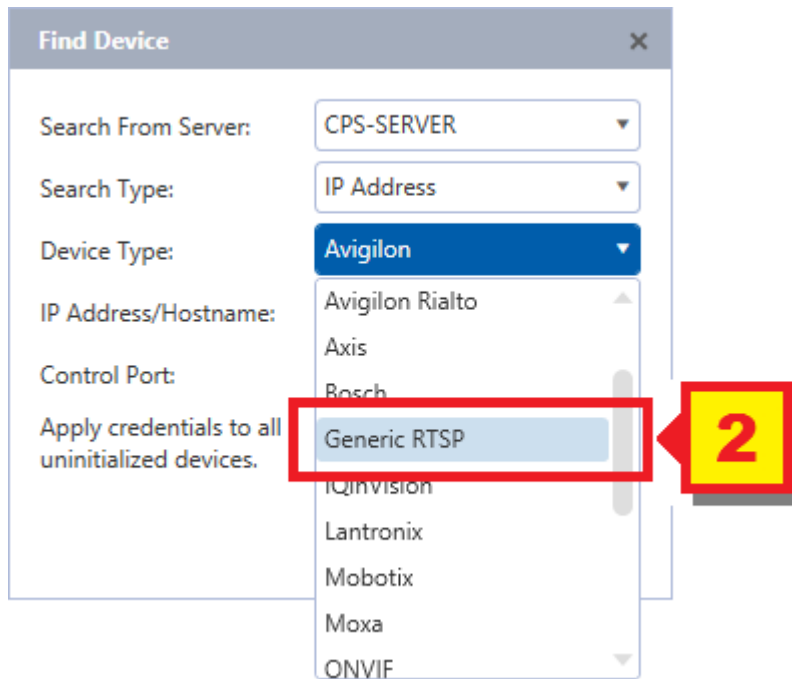 Find Device
Search From Server:
CPS-SERVER
Search Type:
IP Address
Device Type:
Avigilon
IP Address/Hostname:
Control Port:
Apply credentials to all
uninitialized devices.
Avigilon Rialto
Axis
Bosch
Generic RTSP
IQinVision
Lantronix
Mobotix
Moxa
ONVIF
2